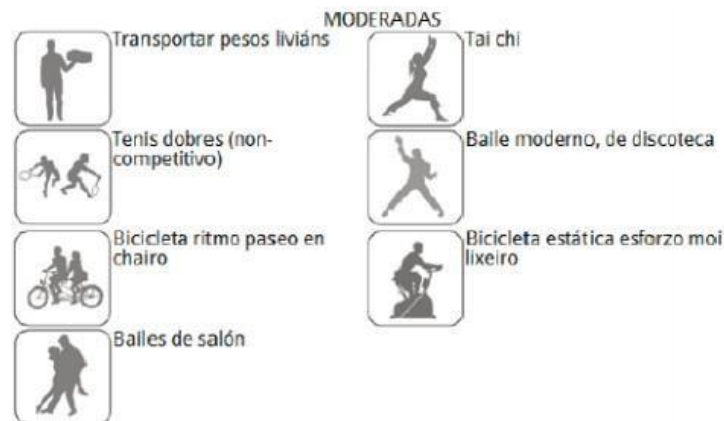 MODERADAS
Transportar pesos liviáns
Tenis dobres (non-
competitivo)
Bicicleta ritmo paseo en
chairo
Bailes de salón
Tai chi
Baile moderno, de discoteca
Bicicleta estática esforzo moi
lixeiro